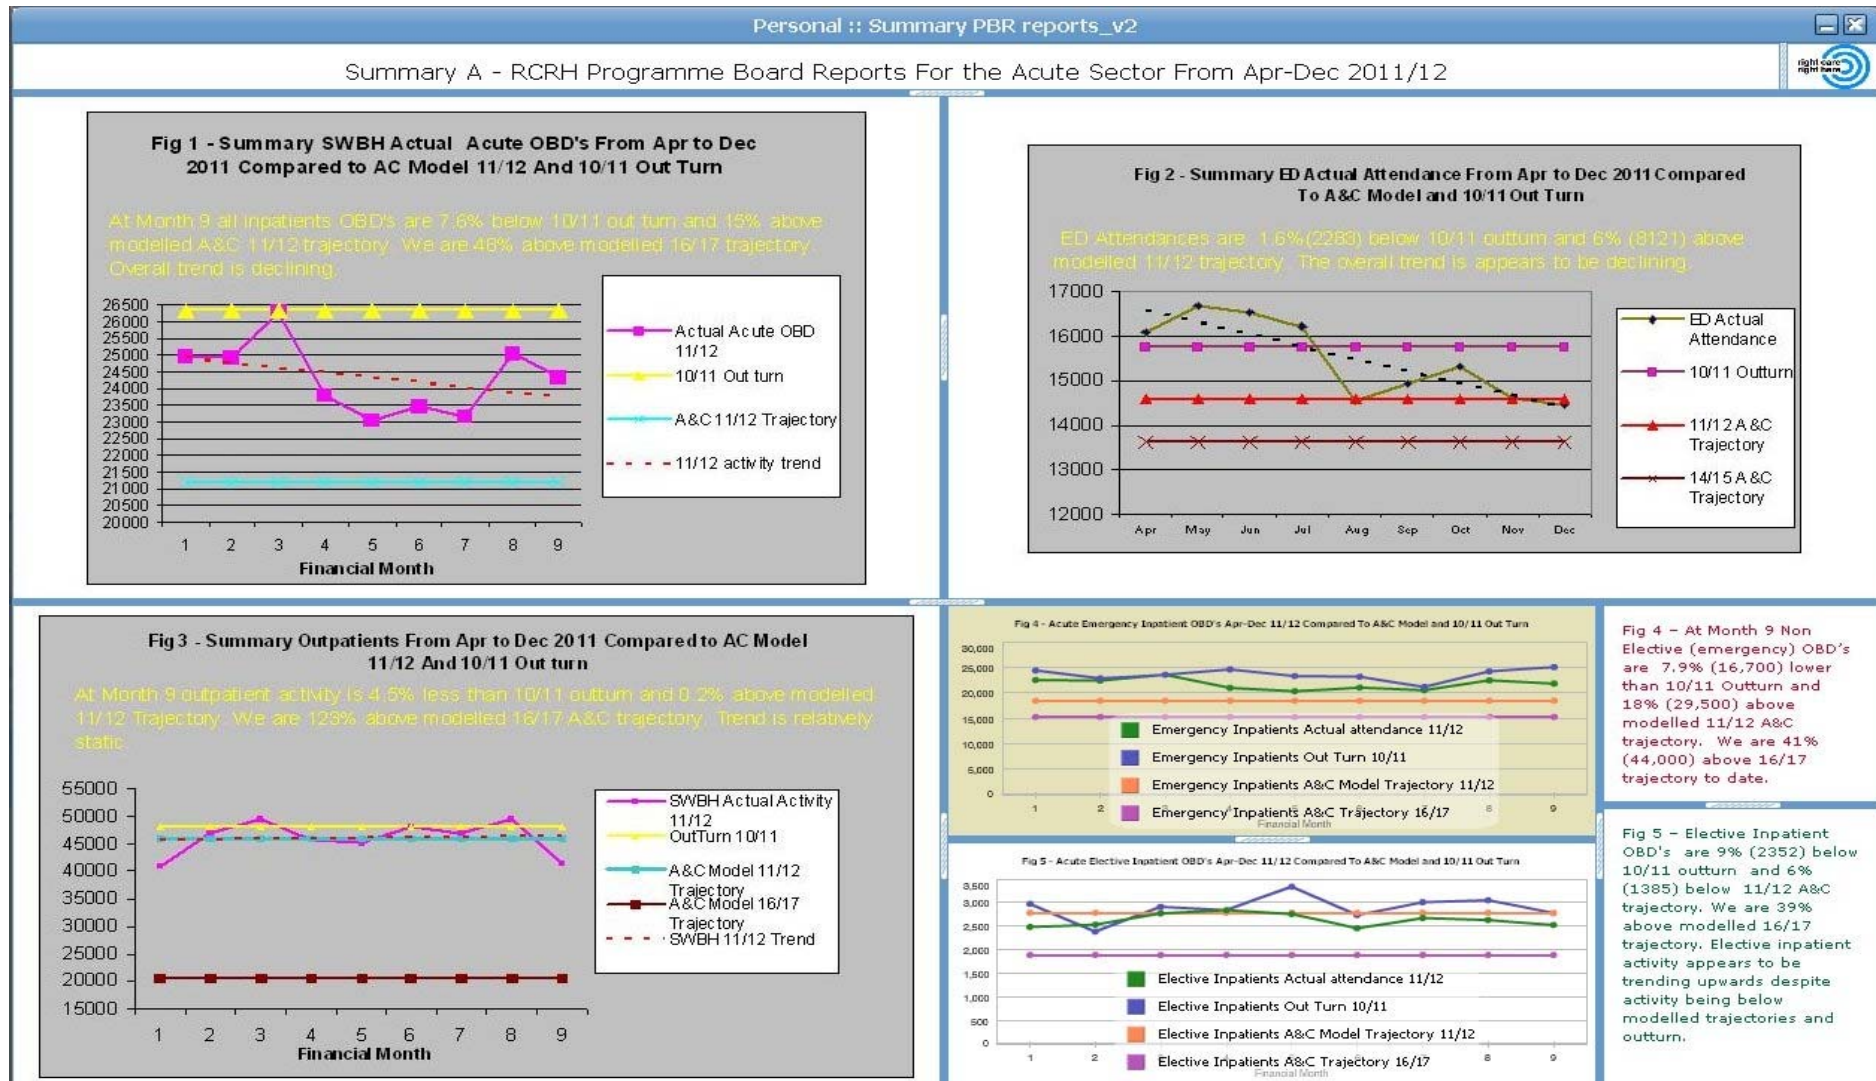 Personal :: Summary PBR reports_v2
Summary A - RCRH Programme Board Reports For the Acute Sector From Apr-Dec 2011/12
right care
right here
Fig 1 - Summary SWBH Actual Acute OBD's From Apr to Dec
2011 Compared to AC Model 11/12 And 10/11 Out Turn
At Month 9 all inpatients OBD's are 7.6% below 10/11 out turn and 15% above
modelled A&C 11/12 trajectory. We are 48% above modelled 16/17 trajectory.
Overall trend is declining.
26500
26000
25500
25000
24500
24000
23500
23000
22500
22000
21500
21000
20500
20000
1 2 3 4 5 6 7 8 9
Financial Month
Actual Acute OBD
11/12
10/11 Out turn
A&C 11/12 Trajectory
11/12 activity trend
Fig 2 - Summary ED Actual Attendance From Apr to Dec 2011 Compared
To A&C Model and 10/11 Out Turn
ED Attendances are 1.6%(2283) below 10/11 outturn and 6% (8121) above
modelled 11/12 trajectory. The overall trend is appears to be declining.
17000
16000
15000
14000
13000
12000
Apr May Jun Jul Aug Sep Oct Nov Dec
ED Actual
Attendance
10/11 Outturn
11/12 A&C
Trajectory
14/15 A&C
Trajectory
Fig 3 - Summary Outpatients From Apr to Dec 2011 Compared to AC Model
11/12 And 10/11 Out turn
At Month 9 outpatient activity is 4.5% less than 10/11 outturn and 0.2% above modelled
11/12 Trajectory. We are 123% above modelled 16/17 A&C trajectory. Trend is relatively
static.
55000
50000
45000
40000
35000
30000
25000
20000
15000
1 2 3 4 5 6 7 8 9
Financial Month
SWBH Actual Activity
11/12
OutTurn 10/11
A&C Model 11/12
Trajectory
A&C Model 16/17
Trajectory
SWBH 11/12 Trend
Fig 4 - Acute Emergency Inpatient OBD's Apr-Dec 11/12 Compared To A&C Model and 10/11 Out Turn
30,000
25,000
20,000
15,000
10,000
5,000
0
Emergency Inpatients Actual attendance 11/12
Emergency Inpatients Out Turn 10/11
Emergency Inpatients A&C Model Trajectory 11/12
Emergency Inpatients A&C Trajectory 16/17
1 2 8 9
Financial Month
Fig 4 - At Month 9 Non
Elective (emergency) OBD's
are 7.9% (16,700) lower
than 10/11 Outturn and
18% (29,500) above
modelled 11/12 A&C
trajectory. We are 41%
(44,000) above 16/17
trajectory to date.
Fig 5 - Acute Elective Inpatient OBD's Apr-Dec 11/12 Compared To A&C Model and 10/11 Out Turn
3,500
3,000
2,500
2,000
1,500
1,000
500
0
Elective Inpatients Actual attendance 11/12
Elective Inpatients Out Turn 10/11
Elective Inpatients A&C Model Trajectory 11/12
Elective Inpatients A&C Trajectory 16/17
1 2 8 9
Financial Month
Fig 5 - Elective Inpatient
OBD's are 9% (2352) below
10/11 outturn and 6%
(1385) below 11/12 A&C
trajectory. We are 39%
above modelled 16/17
trajectory. Elective inpatient
activity appears to be
trending upwards despite
activity being below
modelled trajectories and
outturn.